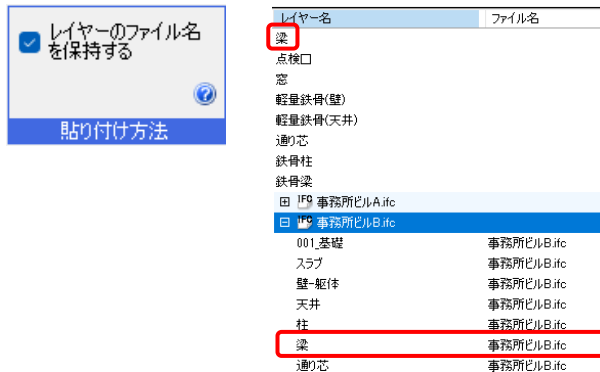 レイヤーのファイル名
を保持する
貼り付け方法
レイヤー名 ファイル名
梁
点検口
窓
軽量鉄骨(壁)
軽量鉄骨(天井)
通り芯
鉄骨柱
鉄骨梁
IFC 事務所ビルA.ifc
IFC 事務所ビルB.ifc
001_基礎 事務所ビルB.ifc
スラブ 事務所ビルB.ifc
壁-躯体 事務所ビルB.ifc
天井 事務所ビルB.ifc
柱 事務所ビルB.ifc
梁 事務所ビルB.ifc
通り芯 事務所ビルB.ifc